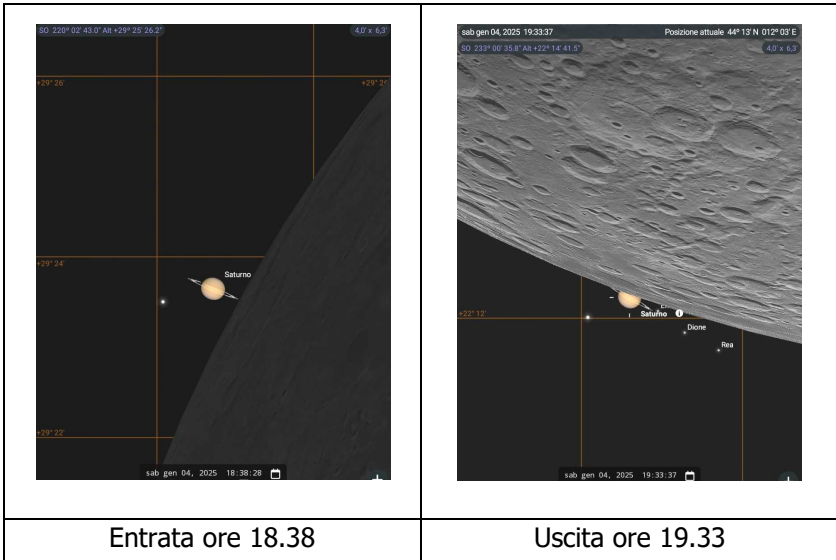 SO 220° 02' 43.0" Alt +29° 25' 26.2"
4,0' x 6,3'
+29° 26'
+29° 24'
Saturno
+29° 22'
sab gen 04, 2025 18:38:28
Entrata ore 18.38
sab gen 04, 2025 19:33:37
Posizione attuale 44° 13' N 012° 03' E
SO 233° 00' 35.8" Alt +22° 14' 41.5"
4,0' x 6,3'
+22° 12'
Saturno
Dione
Rea
sab gen 04, 2025 19:33:37
Uscita ore 19.33